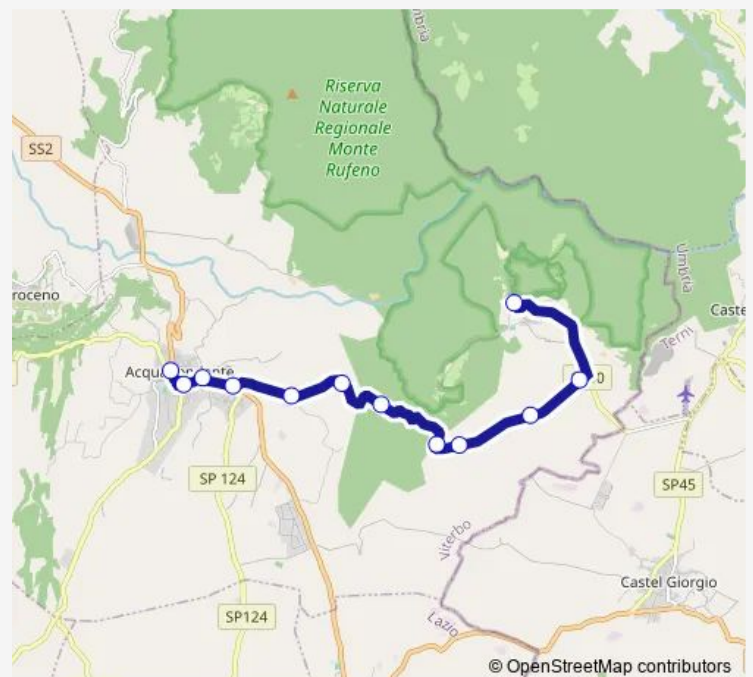 mbria
Riserva
Naturale
Regionale
Monte
Rufeno
SS2
Umbria
roceno
Caste
Terni
SP 124
SP45
Viterbo
Castel Giorgio
SP124
Lazio
© OpenStreetMap contributors